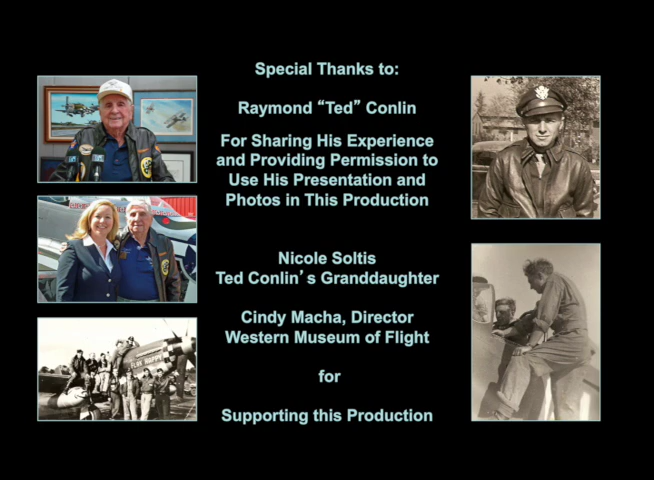 Special Thanks to:
Raymond “Ted” Conlin
For Sharing His Experience
and Providing Permission to
Use His Presentation and
Photos in This Production
Nicole Soltis
Ted Conlin’s Granddaughter
Cindy Macha, Director
Western Museum of Flight
for
Supporting this Production